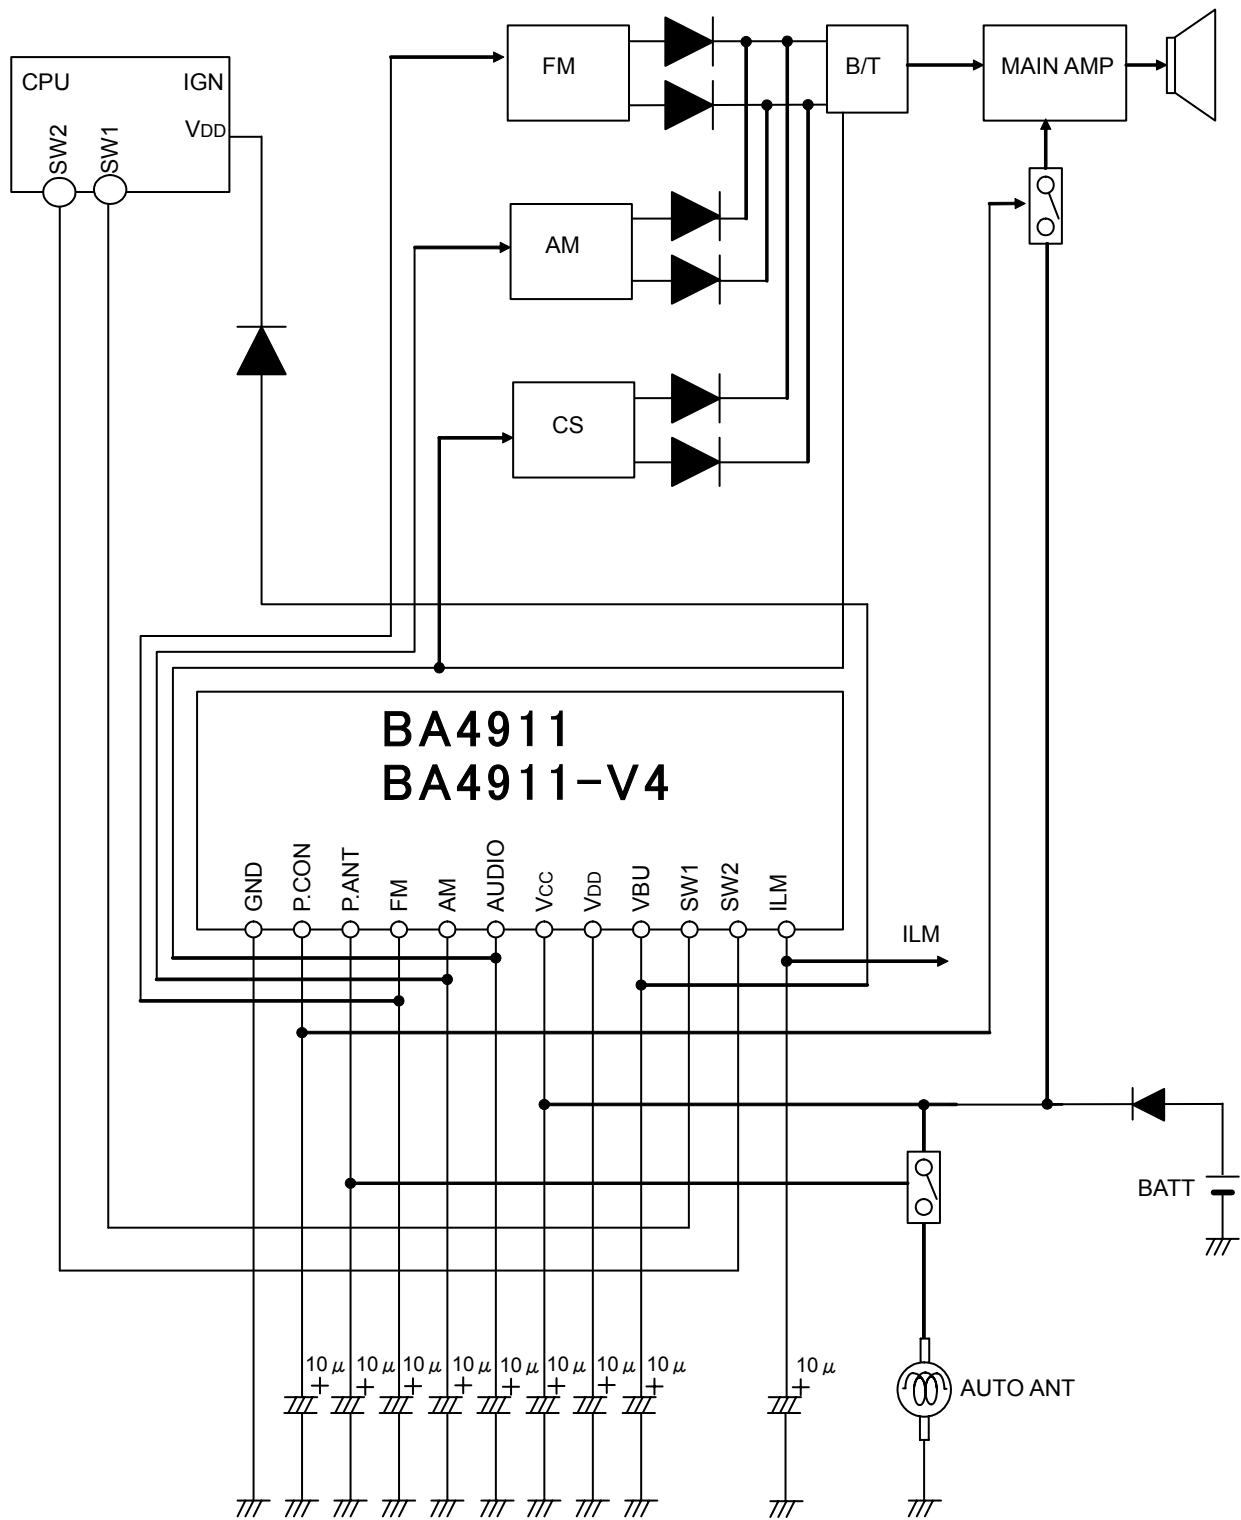 CPU
IGN
VDD
SW2
SW1
FM
AM
CS
B/T
MAIN AMP
BA4911
BA4911-V4
GND
P.CON
P.ANT
FM
AM
AUDIO
VCC
VDD
VBU
SW1
SW2
ILM
ILM
BATT
10μ
10μ
10μ
10μ
10μ
10μ
10μ
10μ
10μ
+
+
+
+
+
+
+
+
+
AUTO ANT